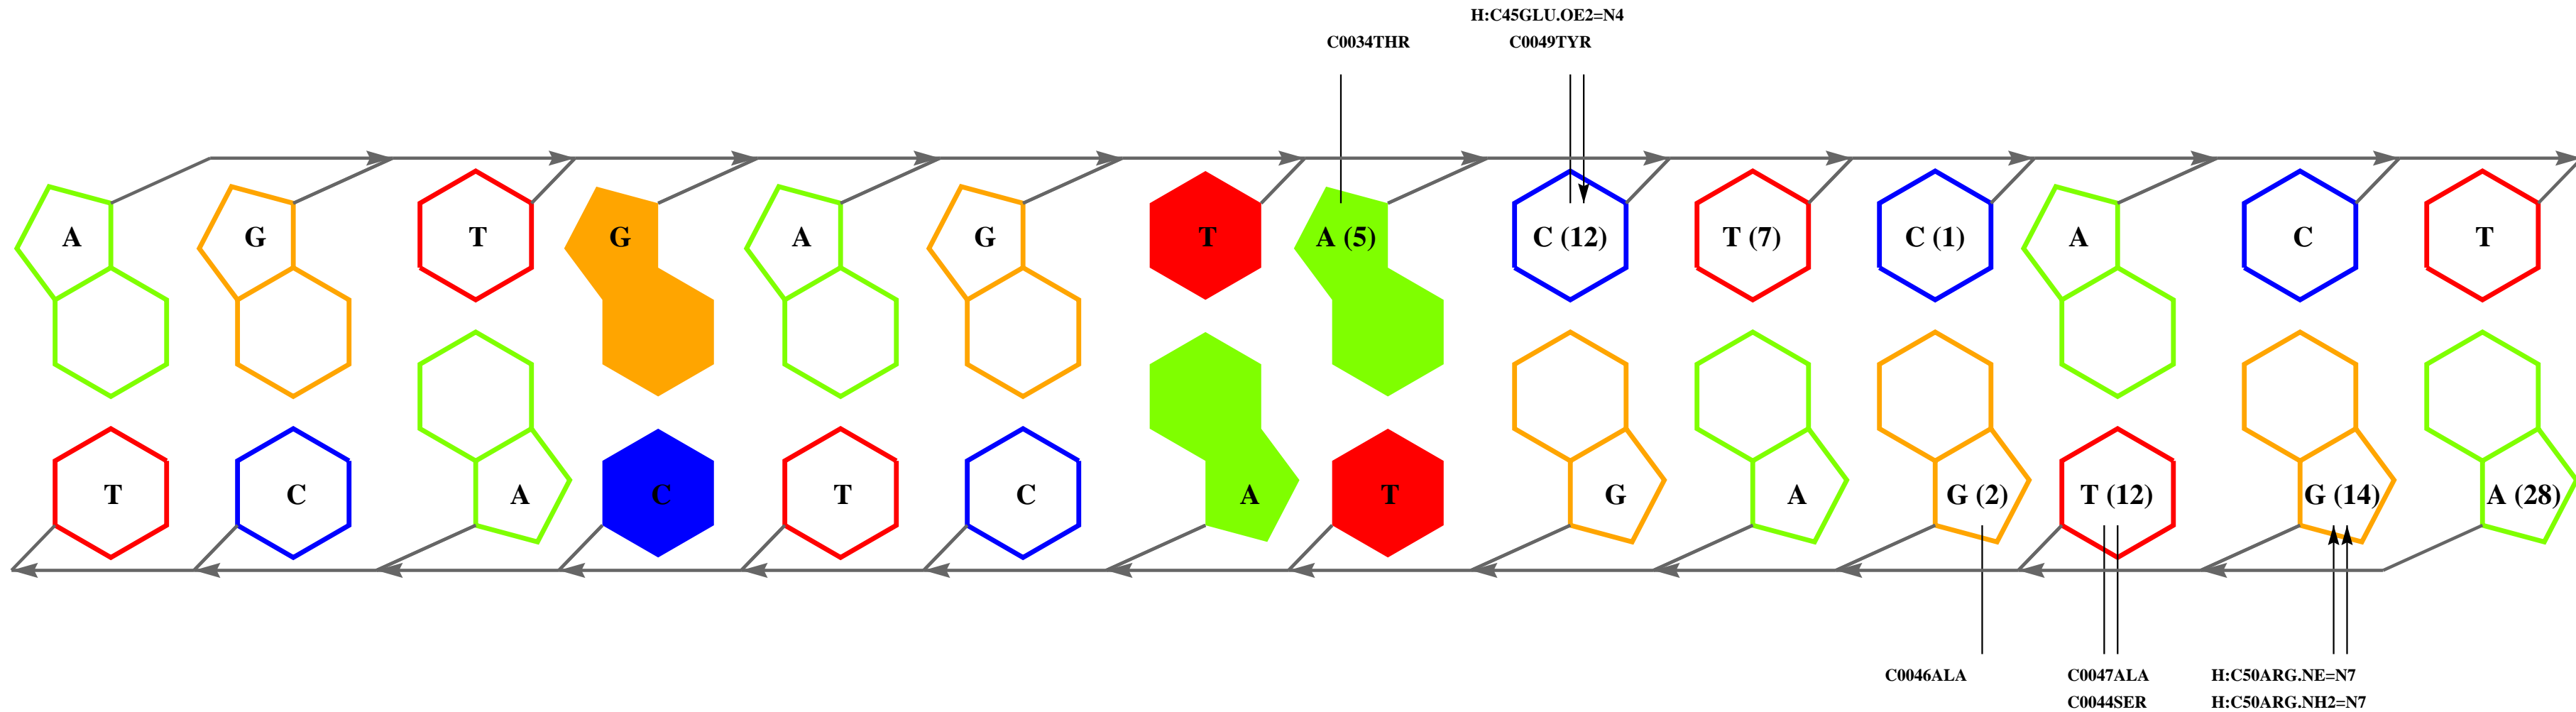 H:C45GLU.OE2=N4
C0034THR C0049TYR
A G T G A G T A (5) C (12) T (7) C (1) A C T
T C A C T C A T G A G (2) T (12) G (14) A (28)
C0046ALA C0047ALA H:C50ARG.NE=N7
C0044SER H:C50ARG.NH2=N7